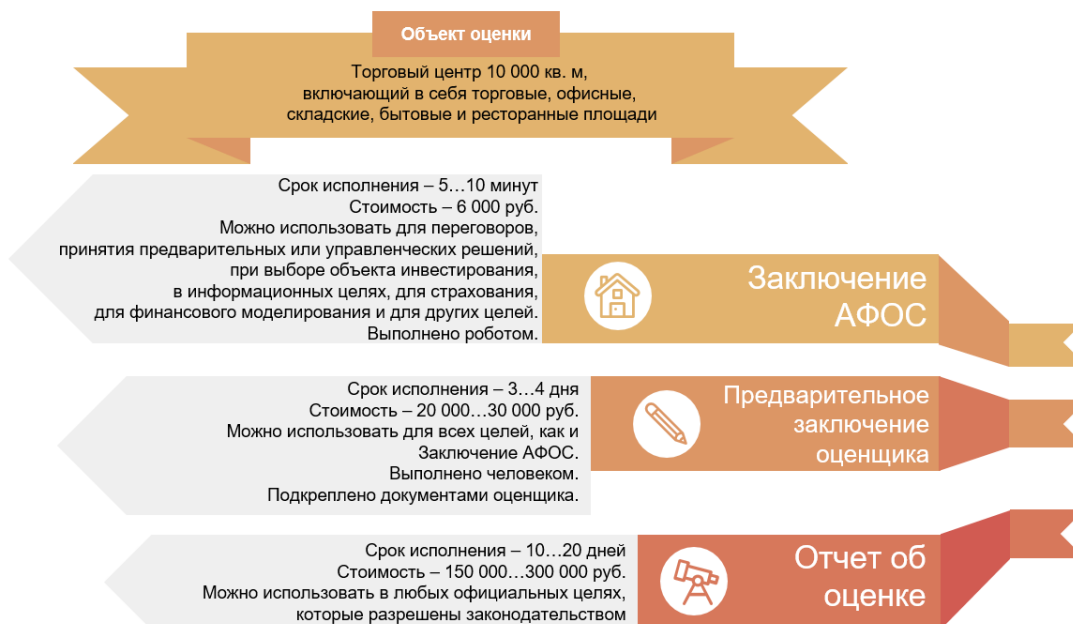 Объект оценки
Торговый центр 10 000 кв. м,
включающий в себя торговые, офисные,
складские, бытовые и ресторанные площади
Срок исполнения – 5…10 минут
Стоимость – 6 000 руб.
Можно использовать для переговоров,
принятия предварительных или управленческих решений,
при выборе объекта инвестирования,
в информационных целях, для страхования,
для финансового моделирования и для других целей.
Выполнено роботом.
Заключение
АФОС
Срок исполнения – 3…4 дня
Стоимость – 20 000…30 000 руб.
Можно использовать для всех целей, как и
Заключение АФОС.
Выполнено человеком.
Подкреплено документами оценщика.
Предварительное
заключение
оценщика
Срок исполнения – 10…20 дней
Стоимость – 150 000…300 000 руб.
Можно использовать в любых официальных целях,
которые разрешены законодательством
Отчет об
оценке